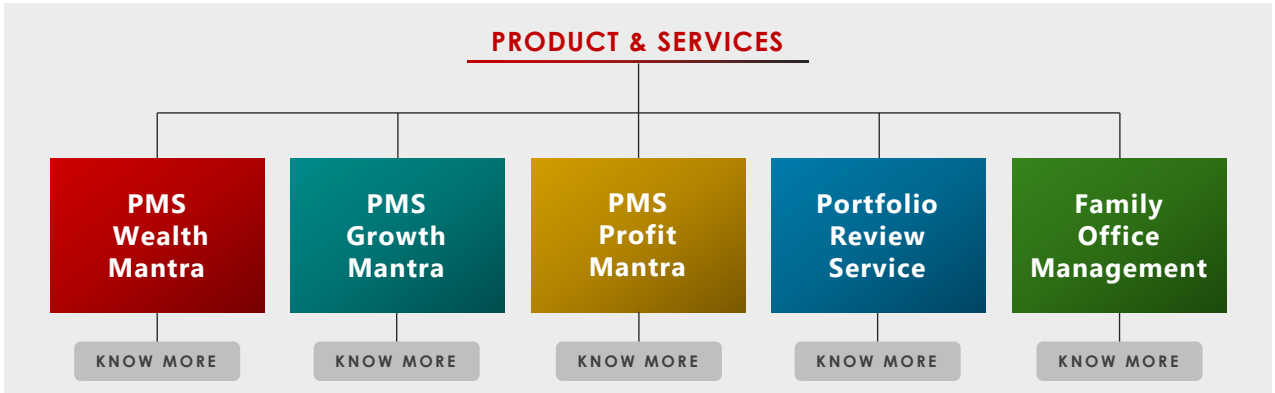 PRODUCT & SERVICES
PMS
Wealth
Mantra
PMS
Growth
Mantra
PMS
Profit
Mantra
Portfolio
Review
Service
Family
Office
Management
KNOW MORE
KNOW MORE
KNOW MORE
KNOW MORE
KNOW MORE